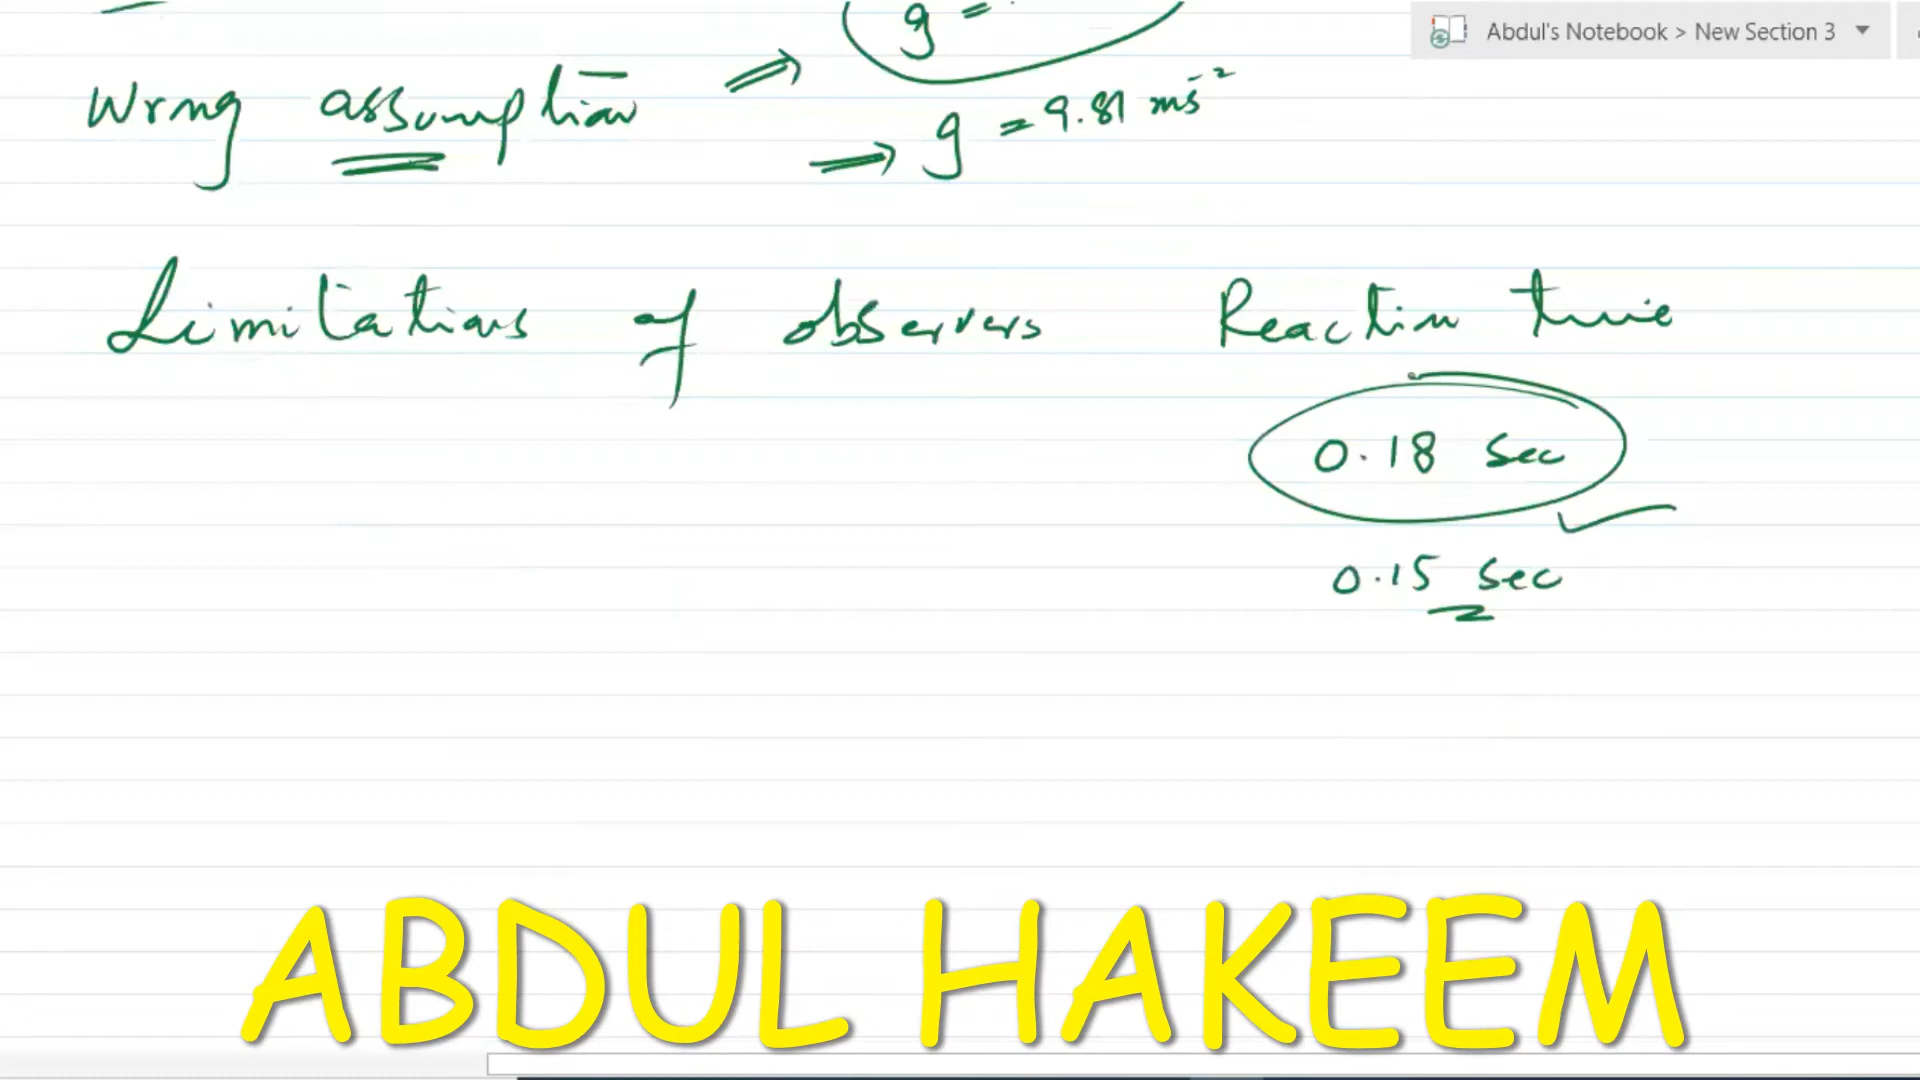 g =
Abdul's Notebook > New Section 3
Wrong assumption ⇒
⇒ g = 9.81 ms⁻²
Limitations of observers Reaction time
0.18 sec
0.15 sec
ABDUL HAKEEM